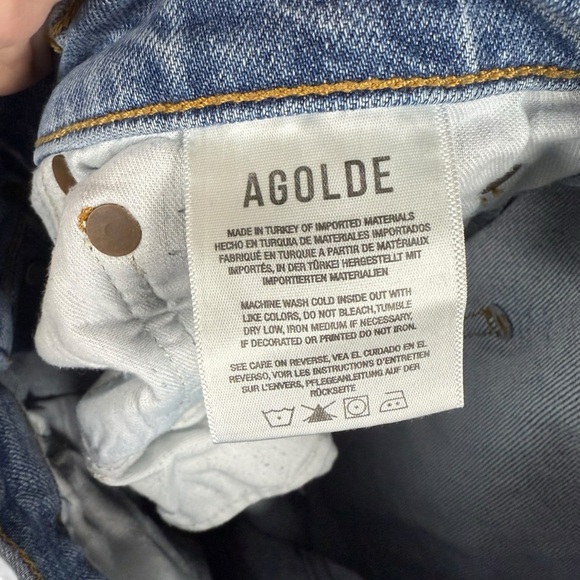 AGOLDE
MADE IN TURKEY OF IMPORTED MATERIALS
HECHO EN TURQUIA DE MATERIALES IMPORTADOS
FABRIQUÉ EN TURQUIE A PARTIR DE MATÉRIAUX
IMPORTÉS, IN DER TÜRKEI HERGESTELLT MIT
IMPORTIERTEN MATERIALIEN
MACHINE WASH COLD INSIDE OUT WITH
LIKE COLORS, DO NOT BLEACH,TUMBLE
DRY LOW, IRON MEDIUM IF NECESSARY,
IF DECORATED OR PRINTED DO NOT IRON.
SEE CARE ON REVERSE, VEA EL CUIDADO EN EL
REVERSO, VOIR LES INSTRUCTIONS D'ENTRETIEN
SUR L'ENVERS, PFLEGEANLEITUNG AUF DER
RÜCKSEITE